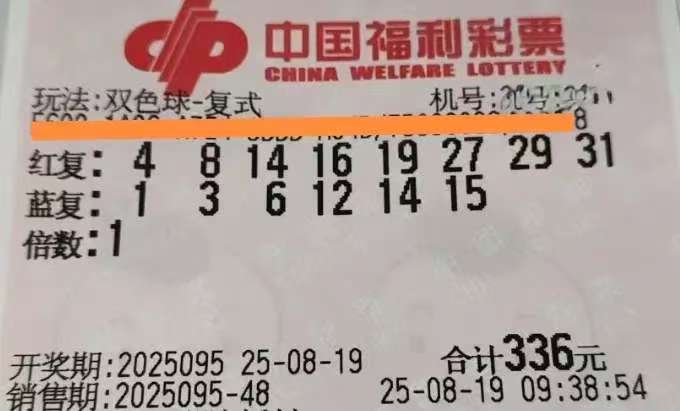 中国福利彩票
CHINA WELFARE LOTTERY
玩法:双色球-复式 机号:
8
红复: 4 8 14 16 19 27 29 31
蓝复: 1 3 6 12 14 15
倍数:1
开奖期:2025095 25-08-19 合计336元
销售期:2025095-48 25-08-19 09:38:54